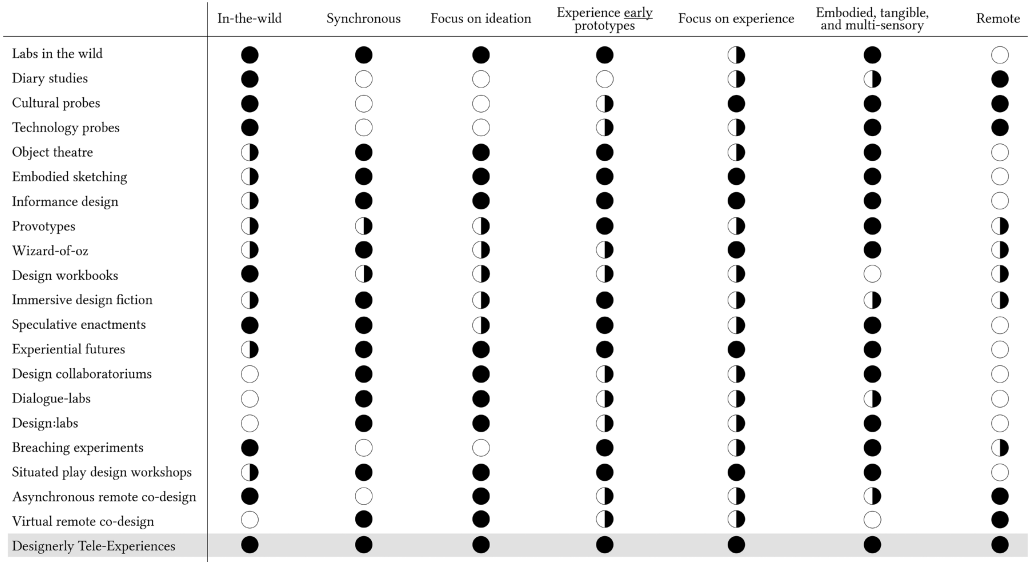 In-the-wild Synchronous Focus on ideation Experience early prototypes Focus on experience Embodied, tangible, and multi-sensory Remote
Labs in the wild
Diary studies
Cultural probes
Technology probes
Object theatre
Embodied sketching
Informance design
Provotypes
Wizard-of-oz
Design workbooks
Immersive design fiction
Speculative enactments
Experiential futures
Design collaboratoriums
Dialogue-labs
Design:labs
Breaching experiments
Situated play design workshops
Asynchronous remote co-design
Virtual remote co-design
Designerly Tele-Experiences